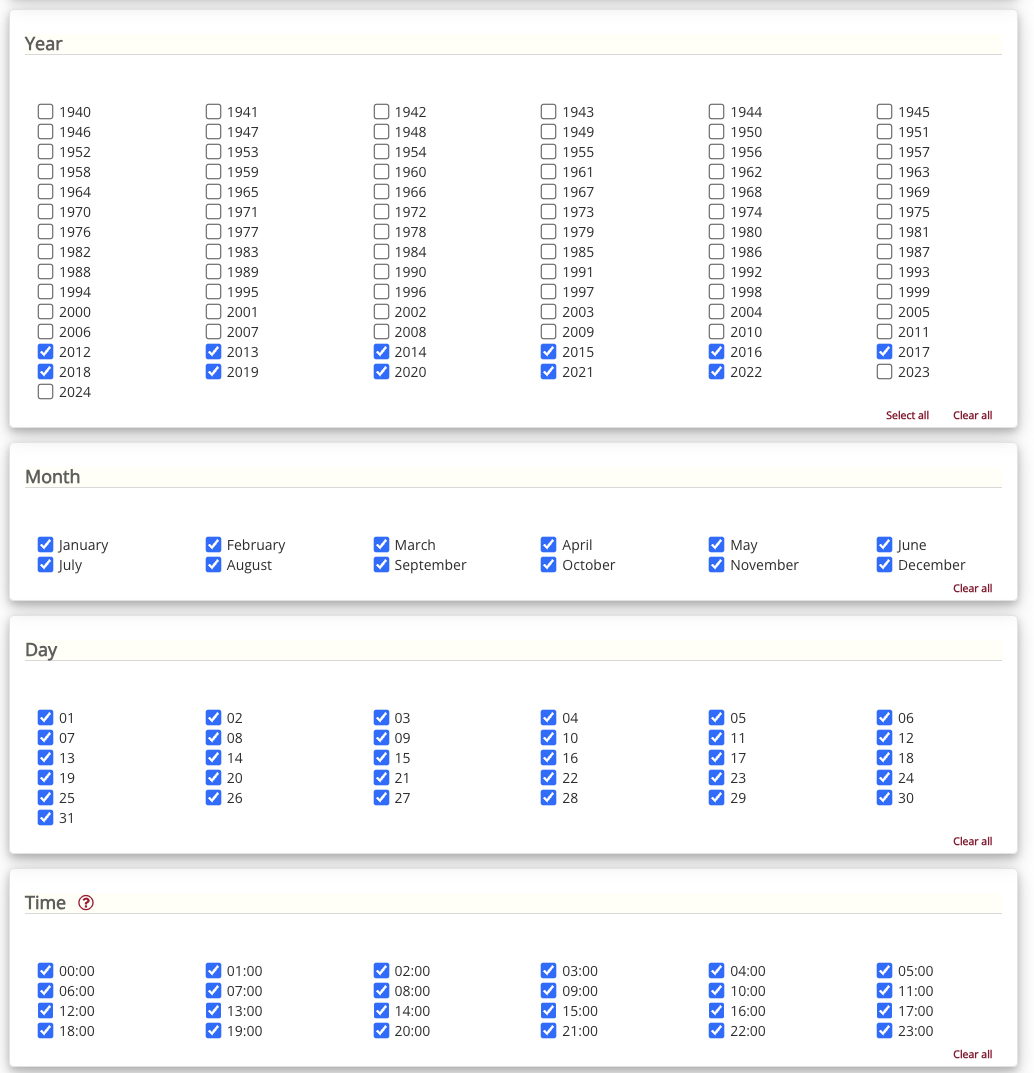 Year
1940 1941 1942 1943 1944 1945
1946 1947 1948 1949 1950 1951
1952 1953 1954 1955 1956 1957
1958 1959 1960 1961 1962 1963
1964 1965 1966 1967 1968 1969
1970 1971 1972 1973 1974 1975
1976 1977 1978 1979 1980 1981
1982 1983 1984 1985 1986 1987
1988 1989 1990 1991 1992 1993
1994 1995 1996 1997 1998 1999
2000 2001 2002 2003 2004 2005
2006 2007 2008 2009 2010 2011
2012 2013 2014 2015 2016 2017
2018 2019 2020 2021 2022 2023
2024
Select all Clear all
Month
January February March April May June
July August September October November December
Clear all
Day
01 02 03 04 05 06
07 08 09 10 11 12
13 14 15 16 17 18
19 20 21 22 23 24
25 26 27 28 29 30
31
Clear all
Time ?
00:00 01:00 02:00 03:00 04:00 05:00
06:00 07:00 08:00 09:00 10:00 11:00
12:00 13:00 14:00 15:00 16:00 17:00
18:00 19:00 20:00 21:00 22:00 23:00
Clear all